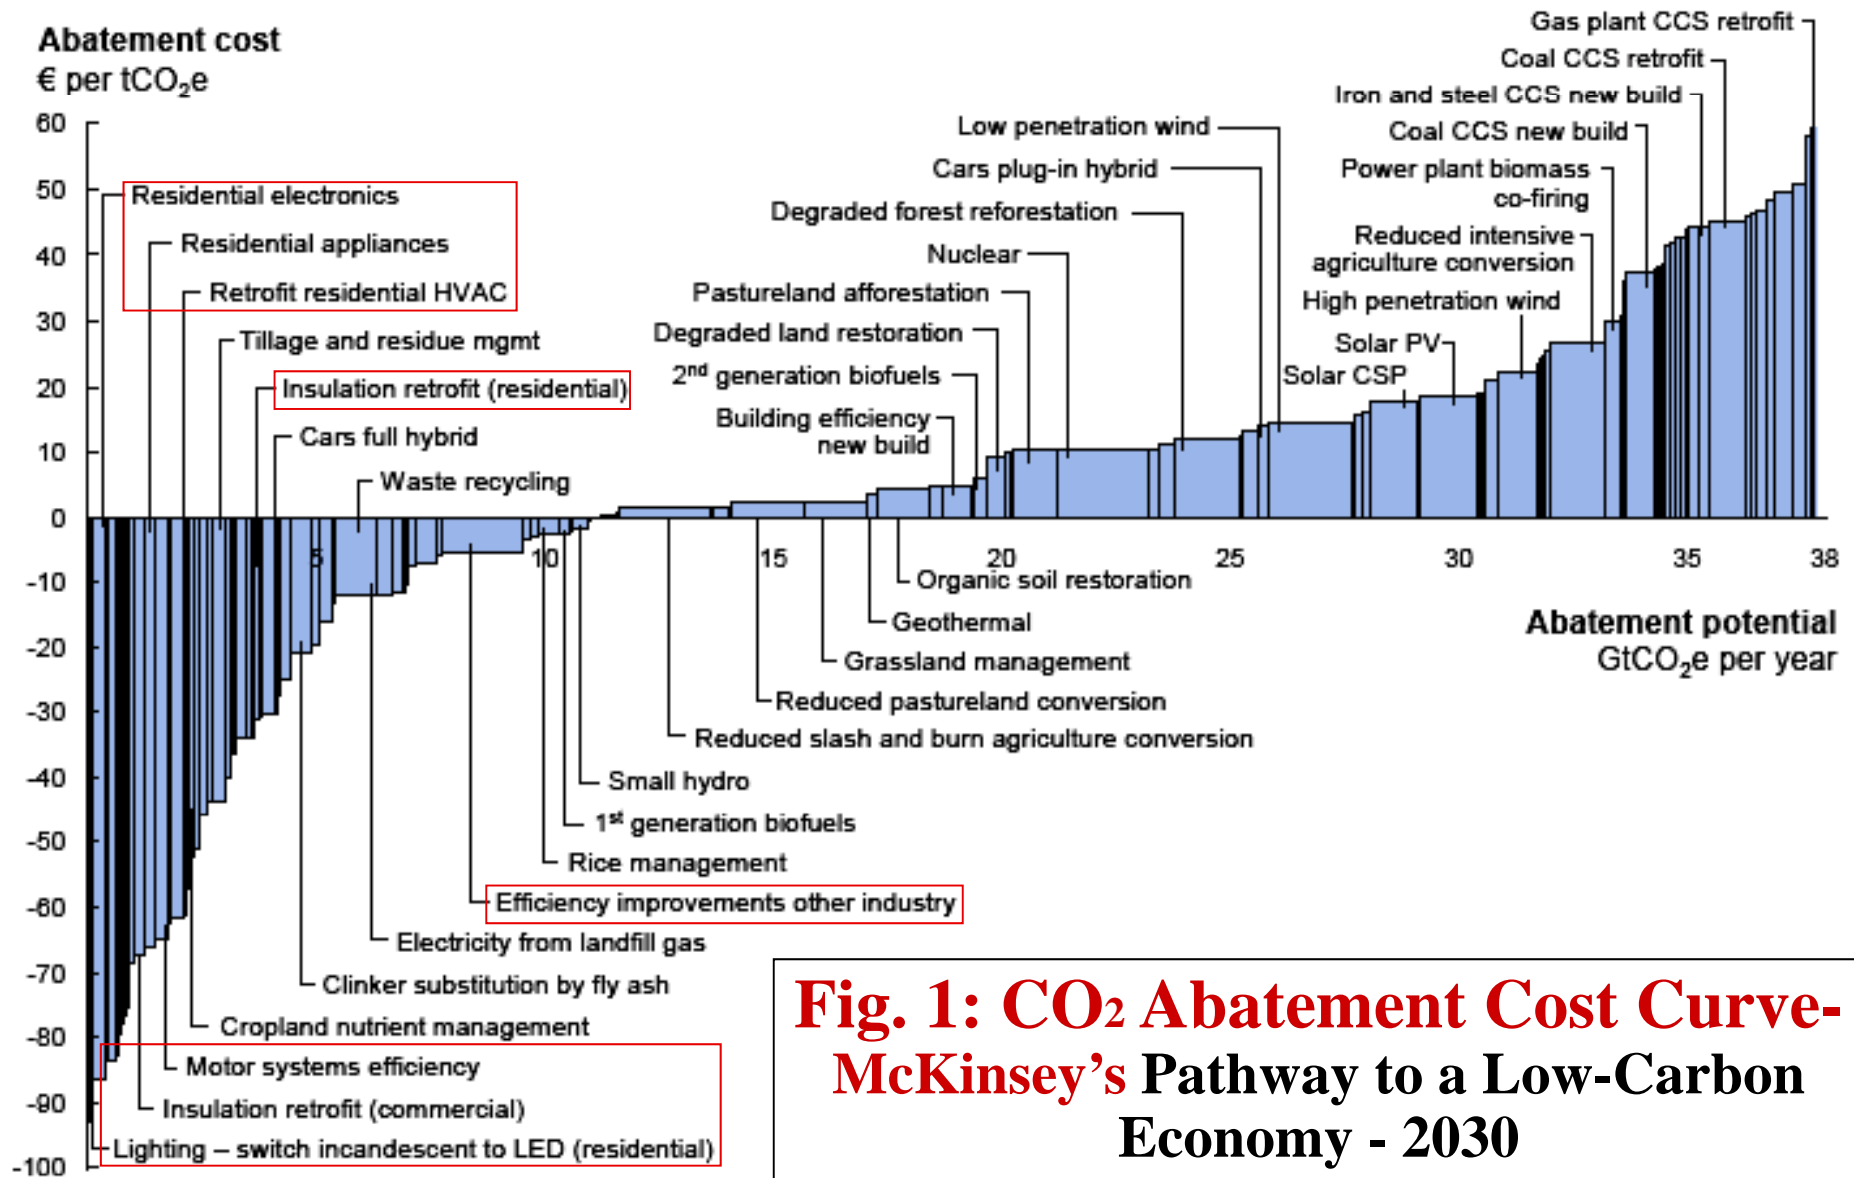 Abatement cost
€ per tCO₂e
60
50
40
30
20
10
0
-10
-20
-30
-40
-50
-60
-70
-80
-90
-100
Residential electronics
Residential appliances
Retrofit residential HVAC
Tillage and residue mgmt
Insulation retrofit (residential)
Cars full hybrid
Waste recycling
Gas plant CCS retrofit
Coal CCS retrofit
Iron and steel CCS new build
Low penetration wind
Coal CCS new build
Cars plug-in hybrid
Power plant biomass
co-firing
Degraded forest reforestation
Reduced intensive
agriculture conversion
Nuclear
Pastureland afforestation
High penetration wind
Degraded land restoration
Solar PV
2nd generation biofuels
Solar CSP
Building efficiency
new build
5
10
15
20
25
30
35
38
Organic soil restoration
Geothermal
Grassland management
Reduced pastureland conversion
Reduced slash and burn agriculture conversion
Small hydro
1st generation biofuels
Rice management
Efficiency improvements other industry
Electricity from landfill gas
Clinker substitution by fly ash
Cropland nutrient management
Motor systems efficiency
Insulation retrofit (commercial)
Lighting – switch incandescent to LED (residential)
Abatement potential
GtCO₂e per year
Fig. 1: CO₂ Abatement Cost Curve-
McKinsey’s Pathway to a Low-Carbon
Economy - 2030